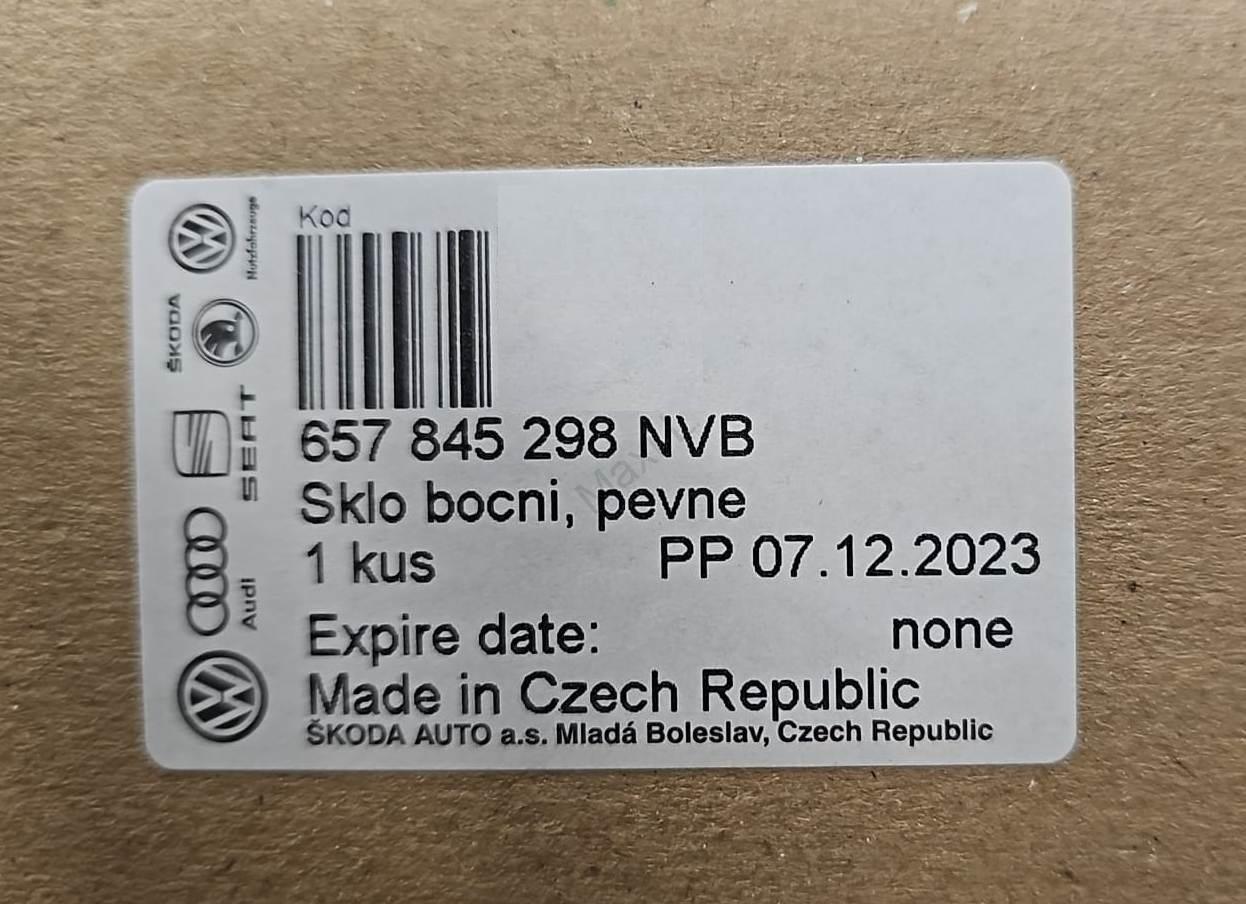 Kod
657 845 298 NVB
Sklo bocni, pevne
1 kus PP 07.12.2023
Expire date: none
Made in Czech Republic
ŠKODA AUTO a.s. Mladá Boleslav, Czech Republic
Nutzfahrzeuge
ŠKODA
SEAT
Audi